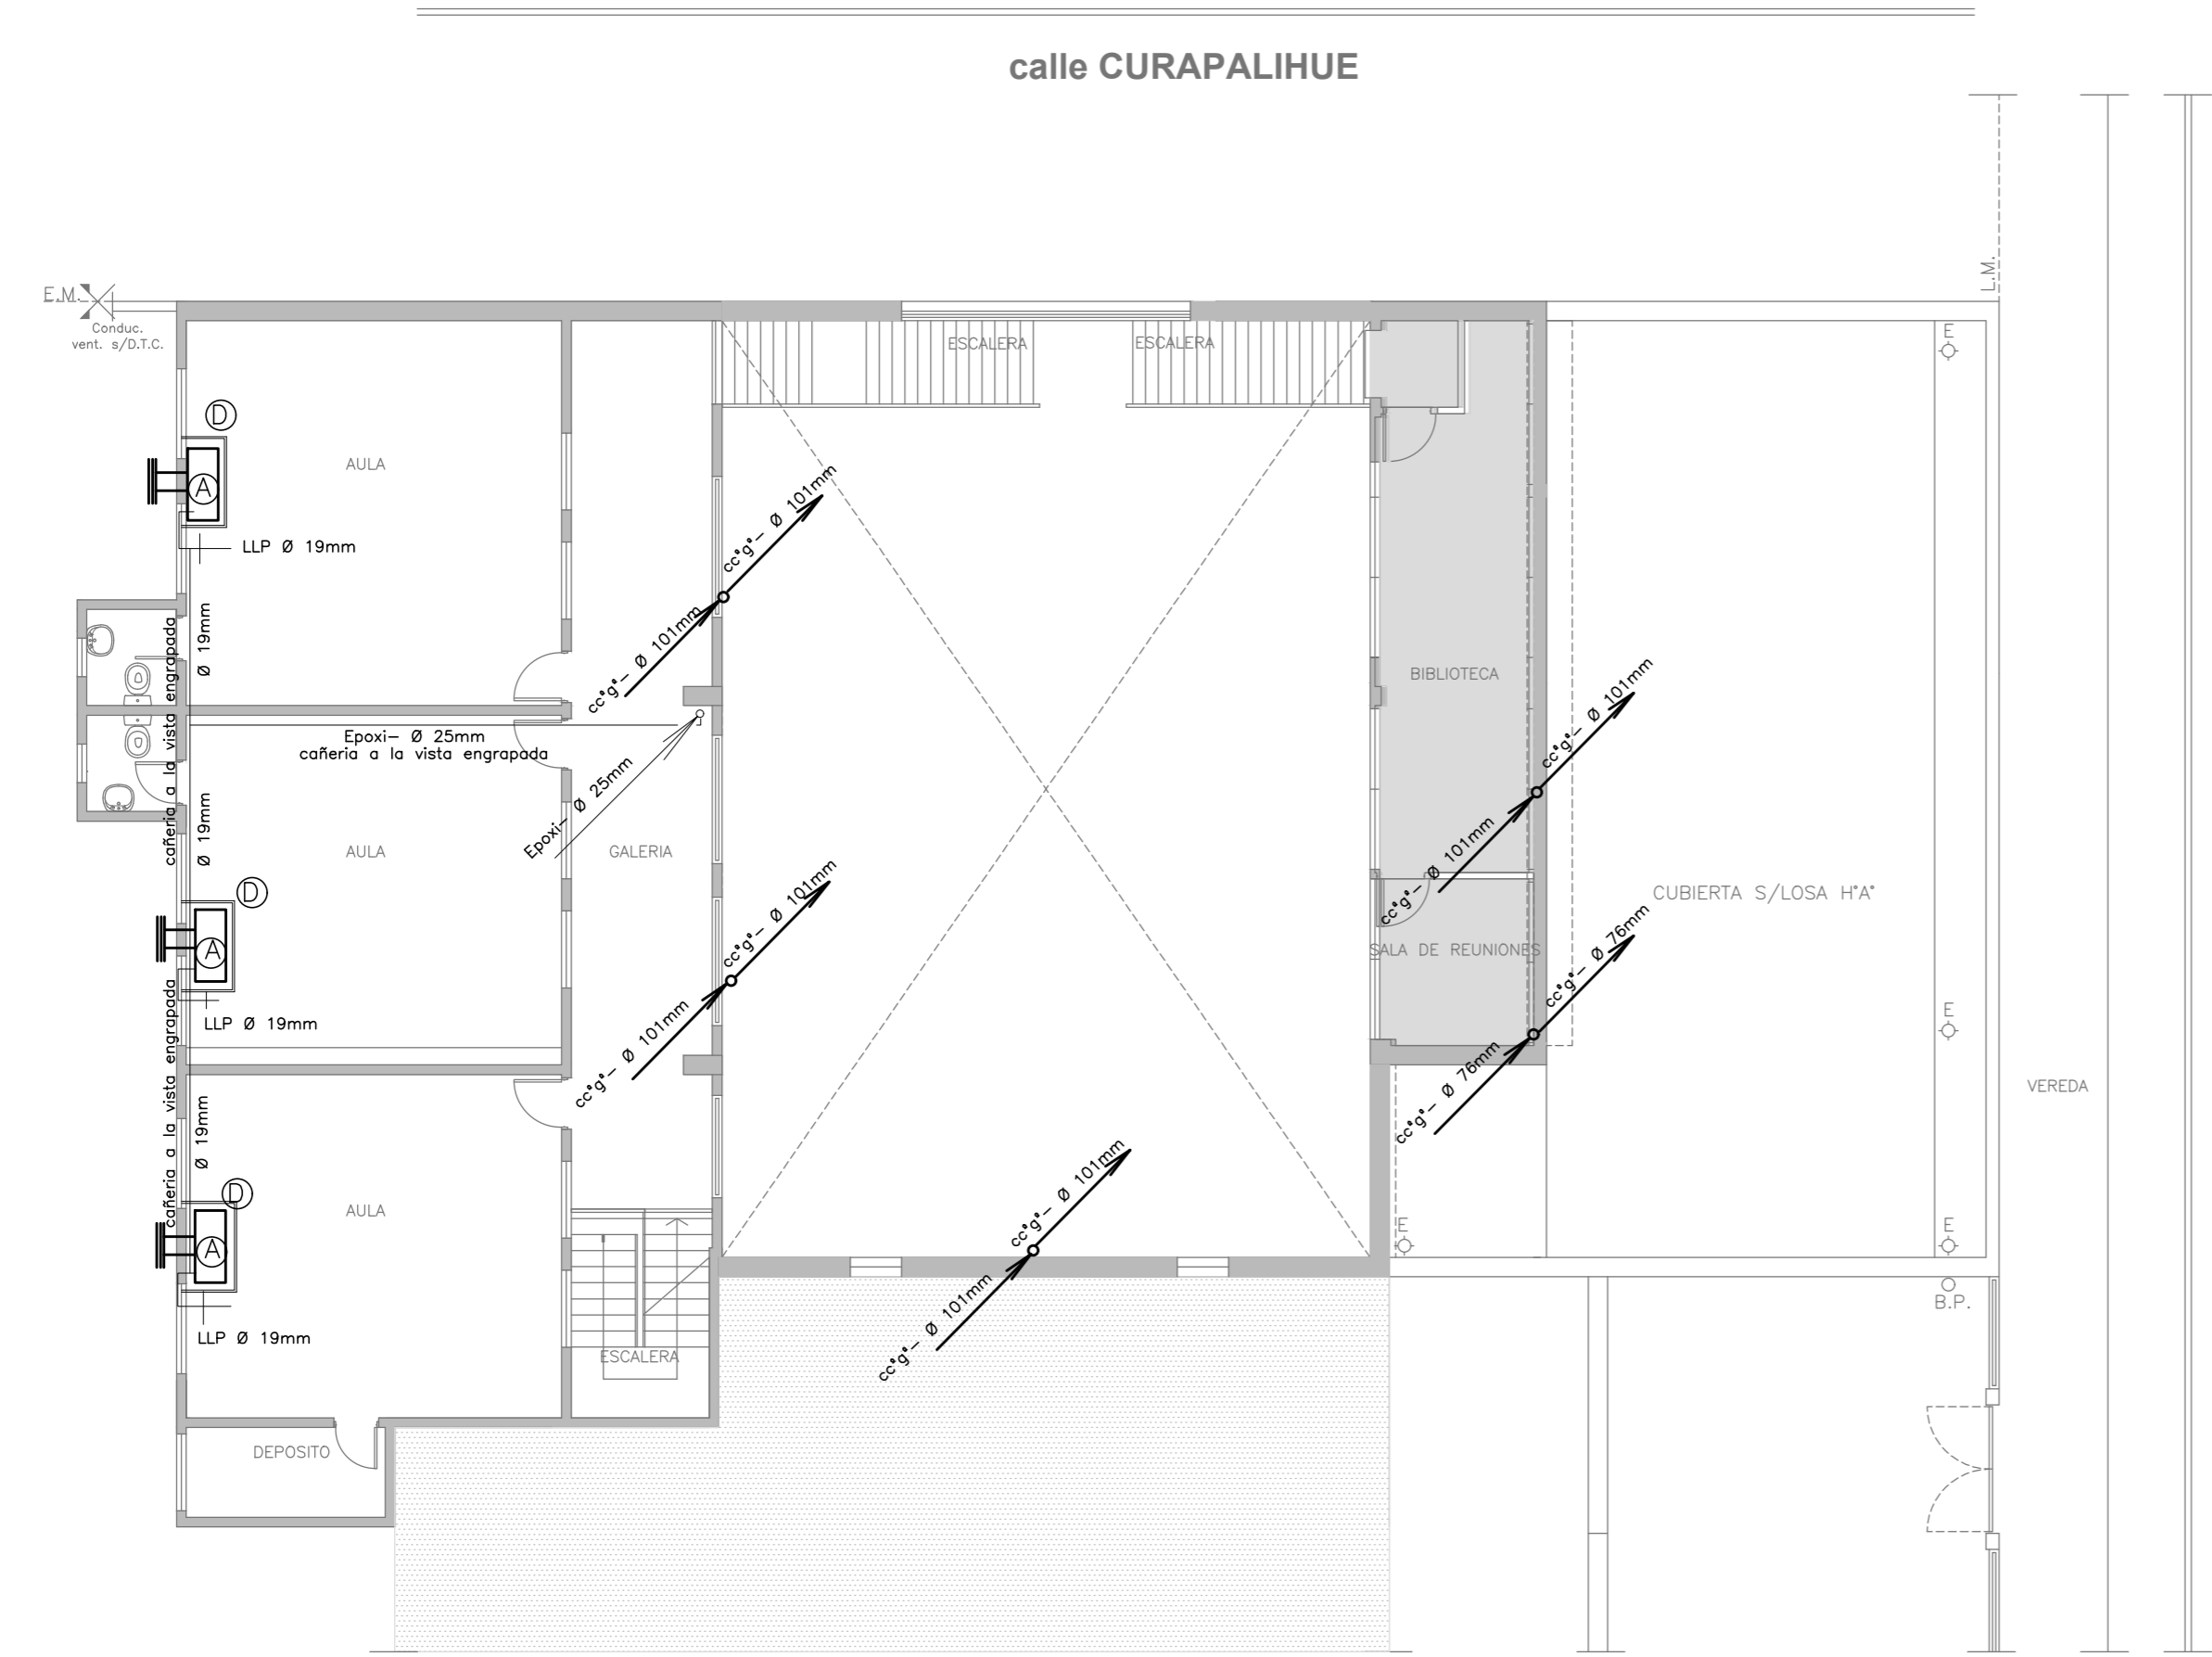 calle CURAPALIHUE
L.M.
E.M.
Conduc.
vent. s/D.T.C.
ESCALERA
ESCALERA
E
D
AULA
A
LLP Ø 19mm
cc°g°- Ø 101mm
cc°g°- Ø 101mm
Ø 19mm
cañeria a la vista engrapada
Epoxi- Ø 25mm
cañeria a la vista engrapada
Epoxi- Ø 25mm
BIBLIOTECA
cc°g°- Ø 101mm
cc°g°- Ø 101mm
Ø 19mm
AULA
GALERIA
D
A
LLP Ø 19mm
cc°g°- Ø 101mm
cc°g°- Ø 101mm
CUBIERTA S/LOSA H°A°
SALA DE REUNIONES
cc°g°- Ø 76mm
cc°g°- Ø 76mm
E
VEREDA
cañeria a la vista engrapada
Ø 19mm
D
AULA
A
LLP Ø 19mm
cc°g°- Ø 101mm
cc°g°- Ø 101mm
E
E
B.P.
ESCALERA
DEPOSITO